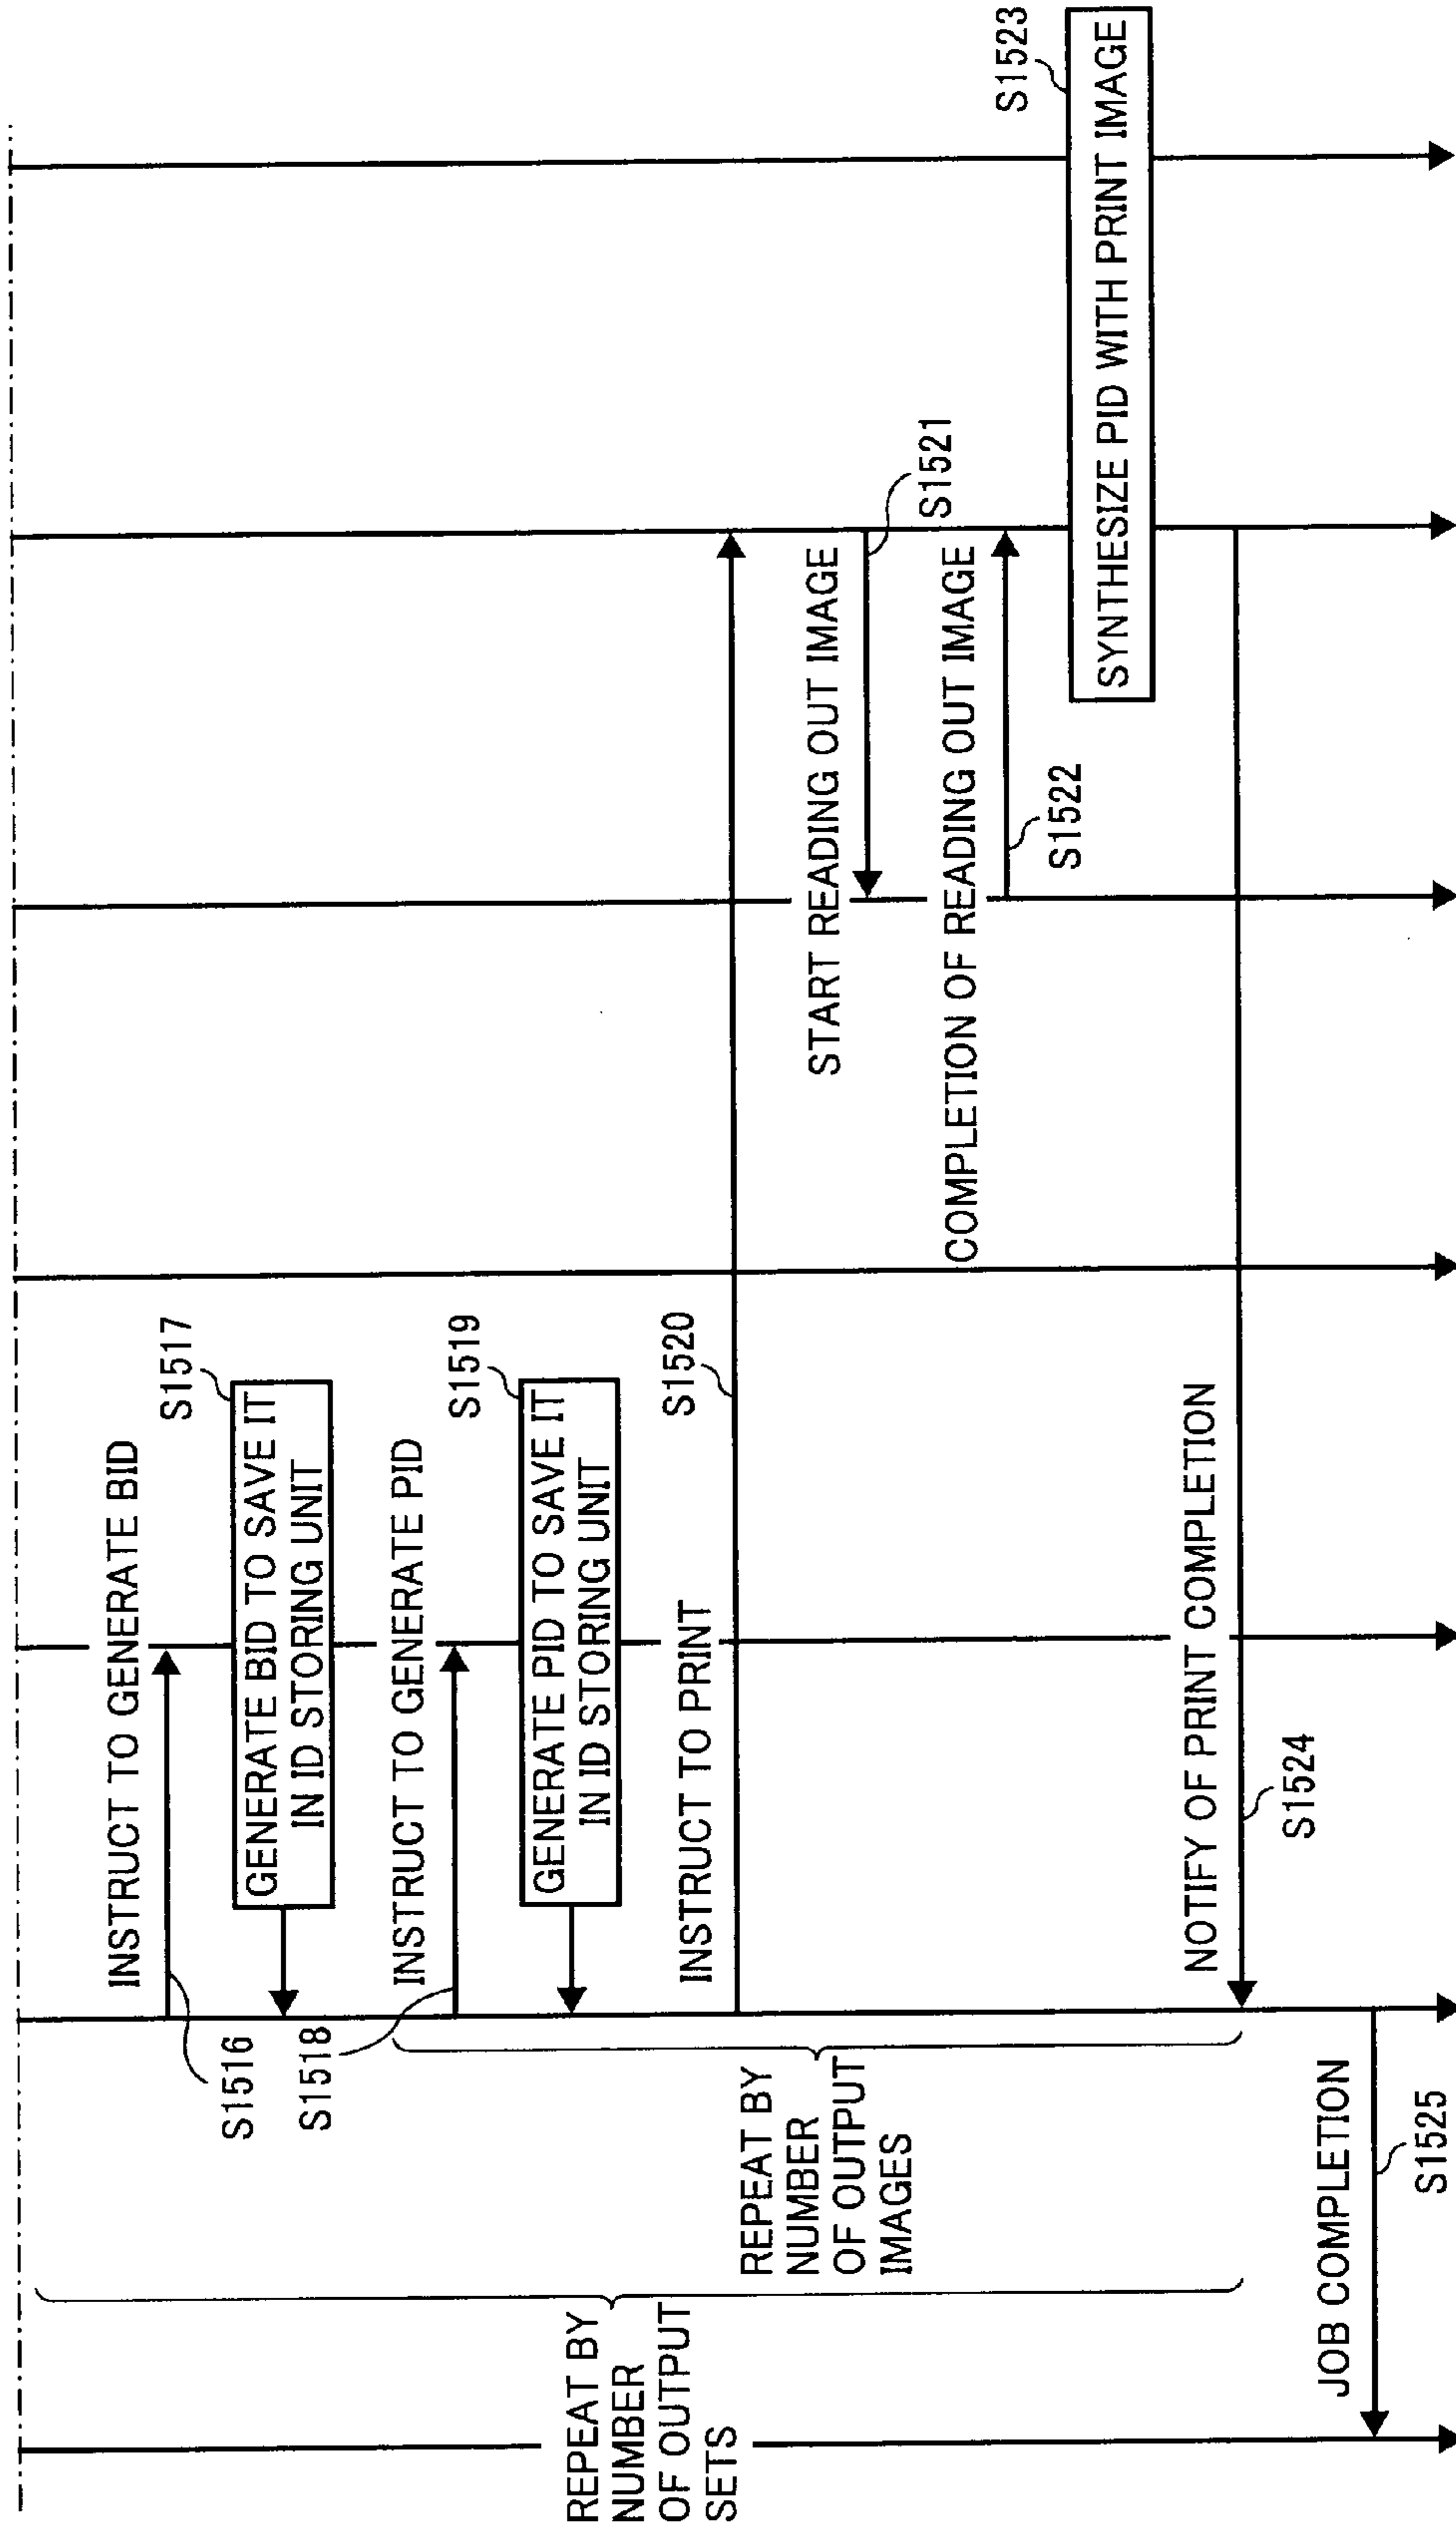 INSTRUCT TO GENERATE BID
S1516
S1517
GENERATE BID TO SAVE IT
IN ID STORING UNIT
S1518
INSTRUCT TO GENERATE PID
S1519
GENERATE PID TO SAVE IT
IN ID STORING UNIT
REPEAT BY
NUMBER
OF OUTPUT
SETS
REPEAT BY
NUMBER
OF OUTPUT
IMAGES
INSTRUCT TO PRINT
S1520
START READING OUT IMAGE
S1521
COMPLETION OF READING OUT IMAGE
S1522
S1523
SYNTHESIZE PID WITH PRINT IMAGE
NOTIFY OF PRINT COMPLETION
S1524
JOB COMPLETION
S1525